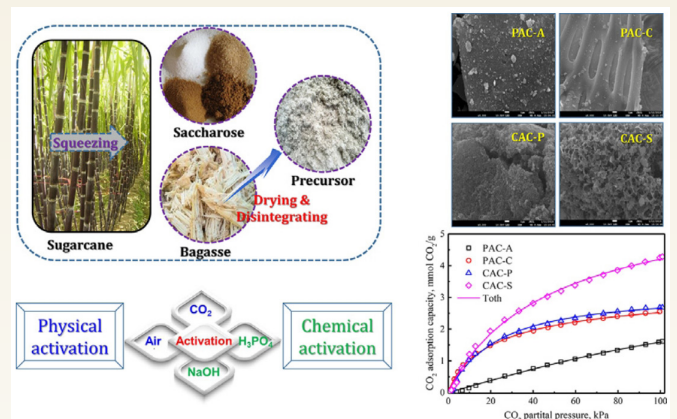 Squeezing
Sugarcane
Saccharose
Bagasse
Precursor
Drying &
Disintegrating
Physical
activation
CO₂
Air
Activation
H₃PO₄
NaOH
Chemical
activation
PAC-A
PAC-C
CAC-P
CAC-S
CO₂ adsorption capacity, mmol CO₂/g
5
4
3
2
1
0
PAC-A
PAC-C
CAC-P
CAC-S
Toth
0 20 40 60 80 100
CO₂ partital pressure, kPa